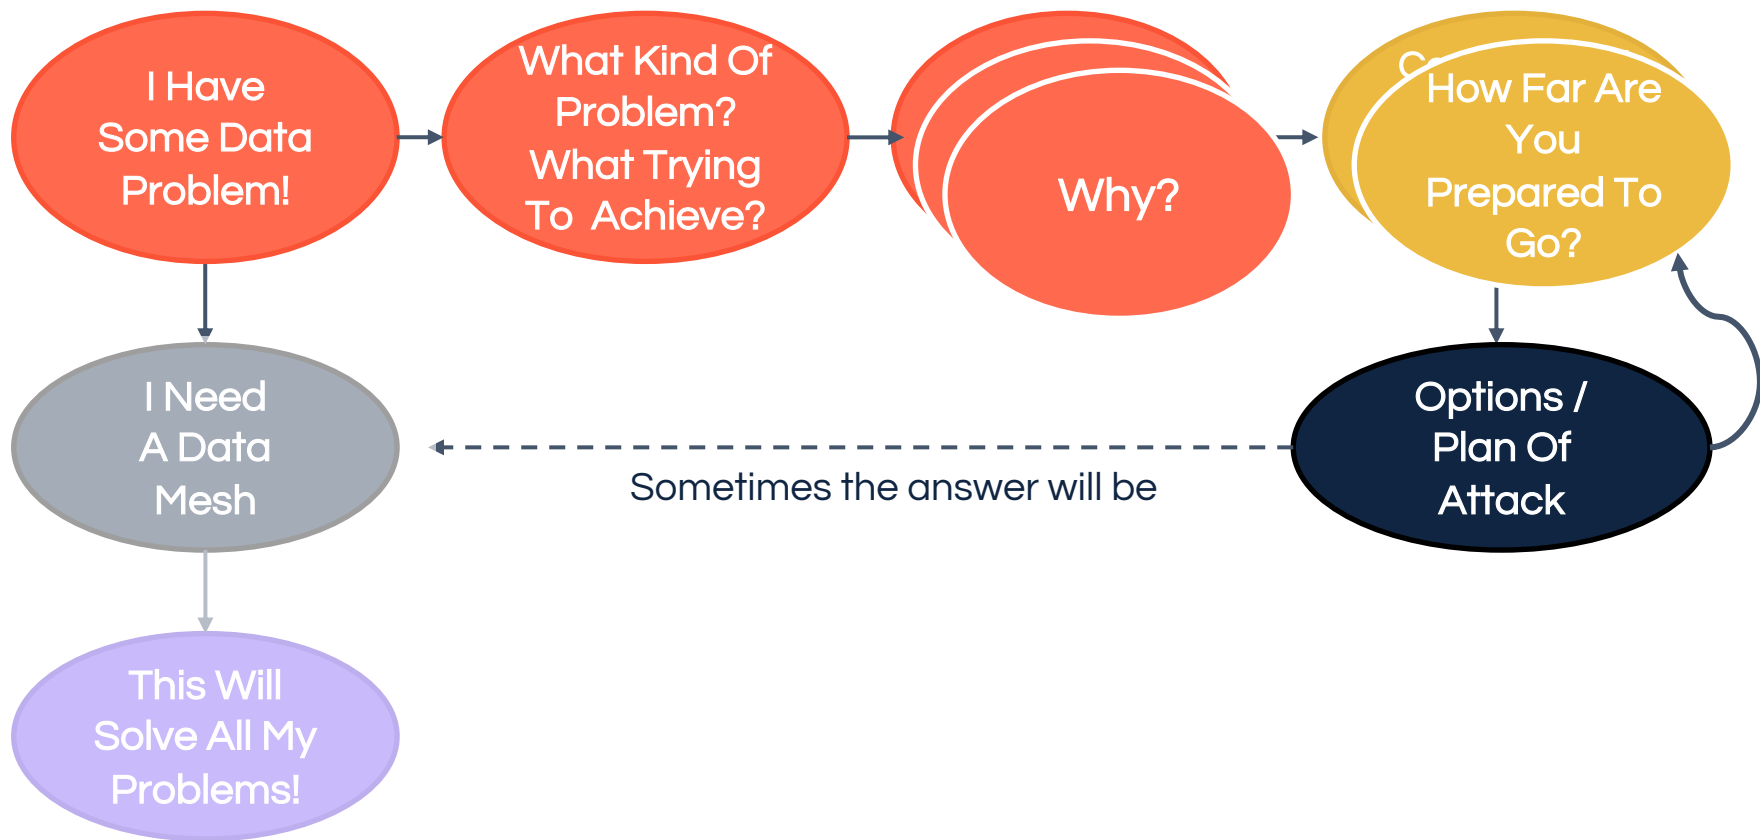 I Have
Some Data
Problem!
What Kind Of
Problem?
What Trying
To Achieve?
Why?
How Far Are
You
Prepared To
Go?
I Need
A Data
Mesh
Sometimes the answer will be
Options /
Plan Of
Attack
This Will
Solve All My
Problems!